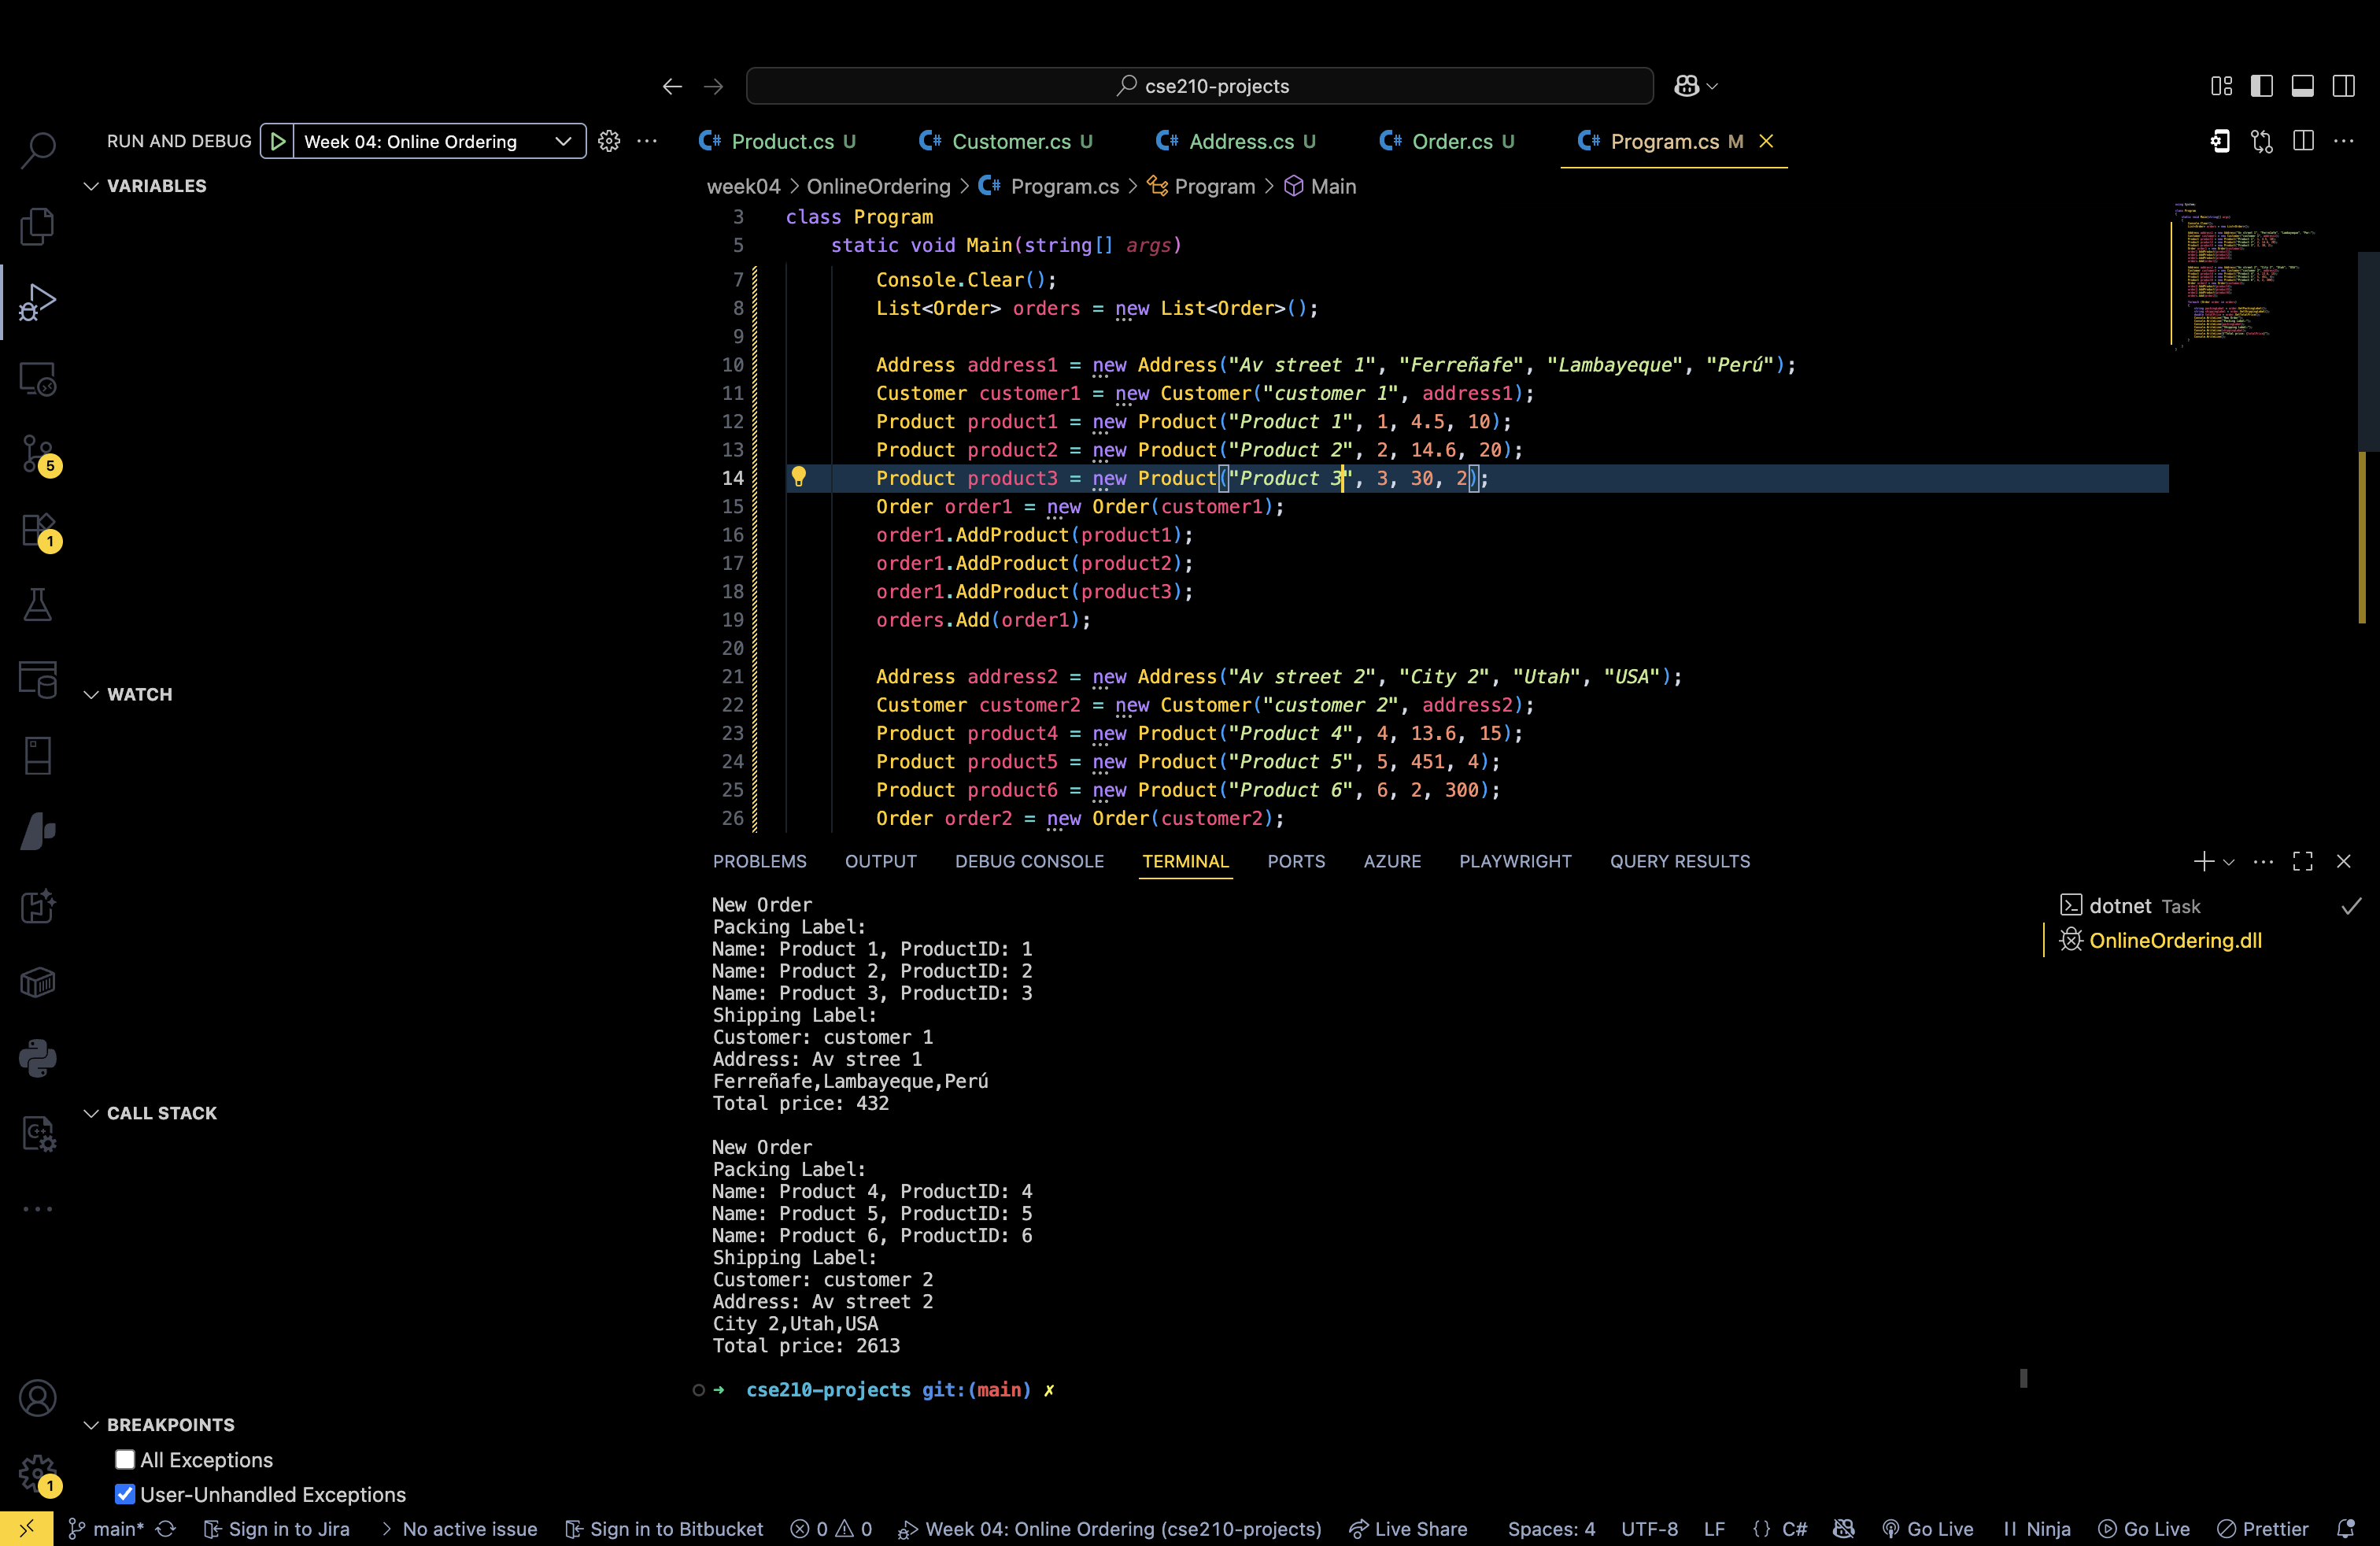 cse210-projects
RUN AND DEBUG
Week 04: Online Ordering
Product.cs U
Customer.cs U
Address.cs U
Order.cs U
Program.cs M
VARIABLES
week04 > OnlineOrdering > Program.cs > Program > Main
3 class Program
5 static void Main(string[] args)
7 Console.Clear();
8 List<Order> orders = new List<Order>();
9
10 Address address1 = new Address("Av street 1", "Ferreñafe", "Lambayeque", "Perú");
11 Customer customer1 = new Customer("customer 1", address1);
12 Product product1 = new Product("Product 1", 1, 4.5, 10);
13 Product product2 = new Product("Product 2", 2, 14.6, 20);
14 Product product3 = new Product("Product 3", 3, 30, 2);
15 Order order1 = new Order(customer1);
16 order1.AddProduct(product1);
17 order1.AddProduct(product2);
18 order1.AddProduct(product3);
19 orders.Add(order1);
20
21 Address address2 = new Address("Av street 2", "City 2", "Utah", "USA");
22 Customer customer2 = new Customer("customer 2", address2);
23 Product product4 = new Product("Product 4", 4, 13.6, 15);
24 Product product5 = new Product("Product 5", 5, 451, 4);
25 Product product6 = new Product("Product 6", 6, 2, 300);
26 Order order2 = new Order(customer2);
5
1
WATCH
CALL STACK
BREAKPOINTS
All Exceptions
User-Unhandled Exceptions
1
PROBLEMS OUTPUT DEBUG CONSOLE TERMINAL PORTS AZURE PLAYWRIGHT QUERY RESULTS
dotnet Task
OnlineOrdering.dll
New Order
Packing Label:
Name: Product 1, ProductID: 1
Name: Product 2, ProductID: 2
Name: Product 3, ProductID: 3
Shipping Label:
Customer: customer 1
Address: Av stree 1
Ferreñafe,Lambayeque,Perú
Total price: 432
New Order
Packing Label:
Name: Product 4, ProductID: 4
Name: Product 5, ProductID: 5
Name: Product 6, ProductID: 6
Shipping Label:
Customer: customer 2
Address: Av street 2
City 2,Utah,USA
Total price: 2613
➜ cse210-projects git:(main) ✗
main* Sign in to Jira > No active issue Sign in to Bitbucket 0 0 Week 04: Online Ordering (cse210-projects) Live Share Spaces: 4 UTF-8 LF {} C# Go Live Ninja Go Live Prettier